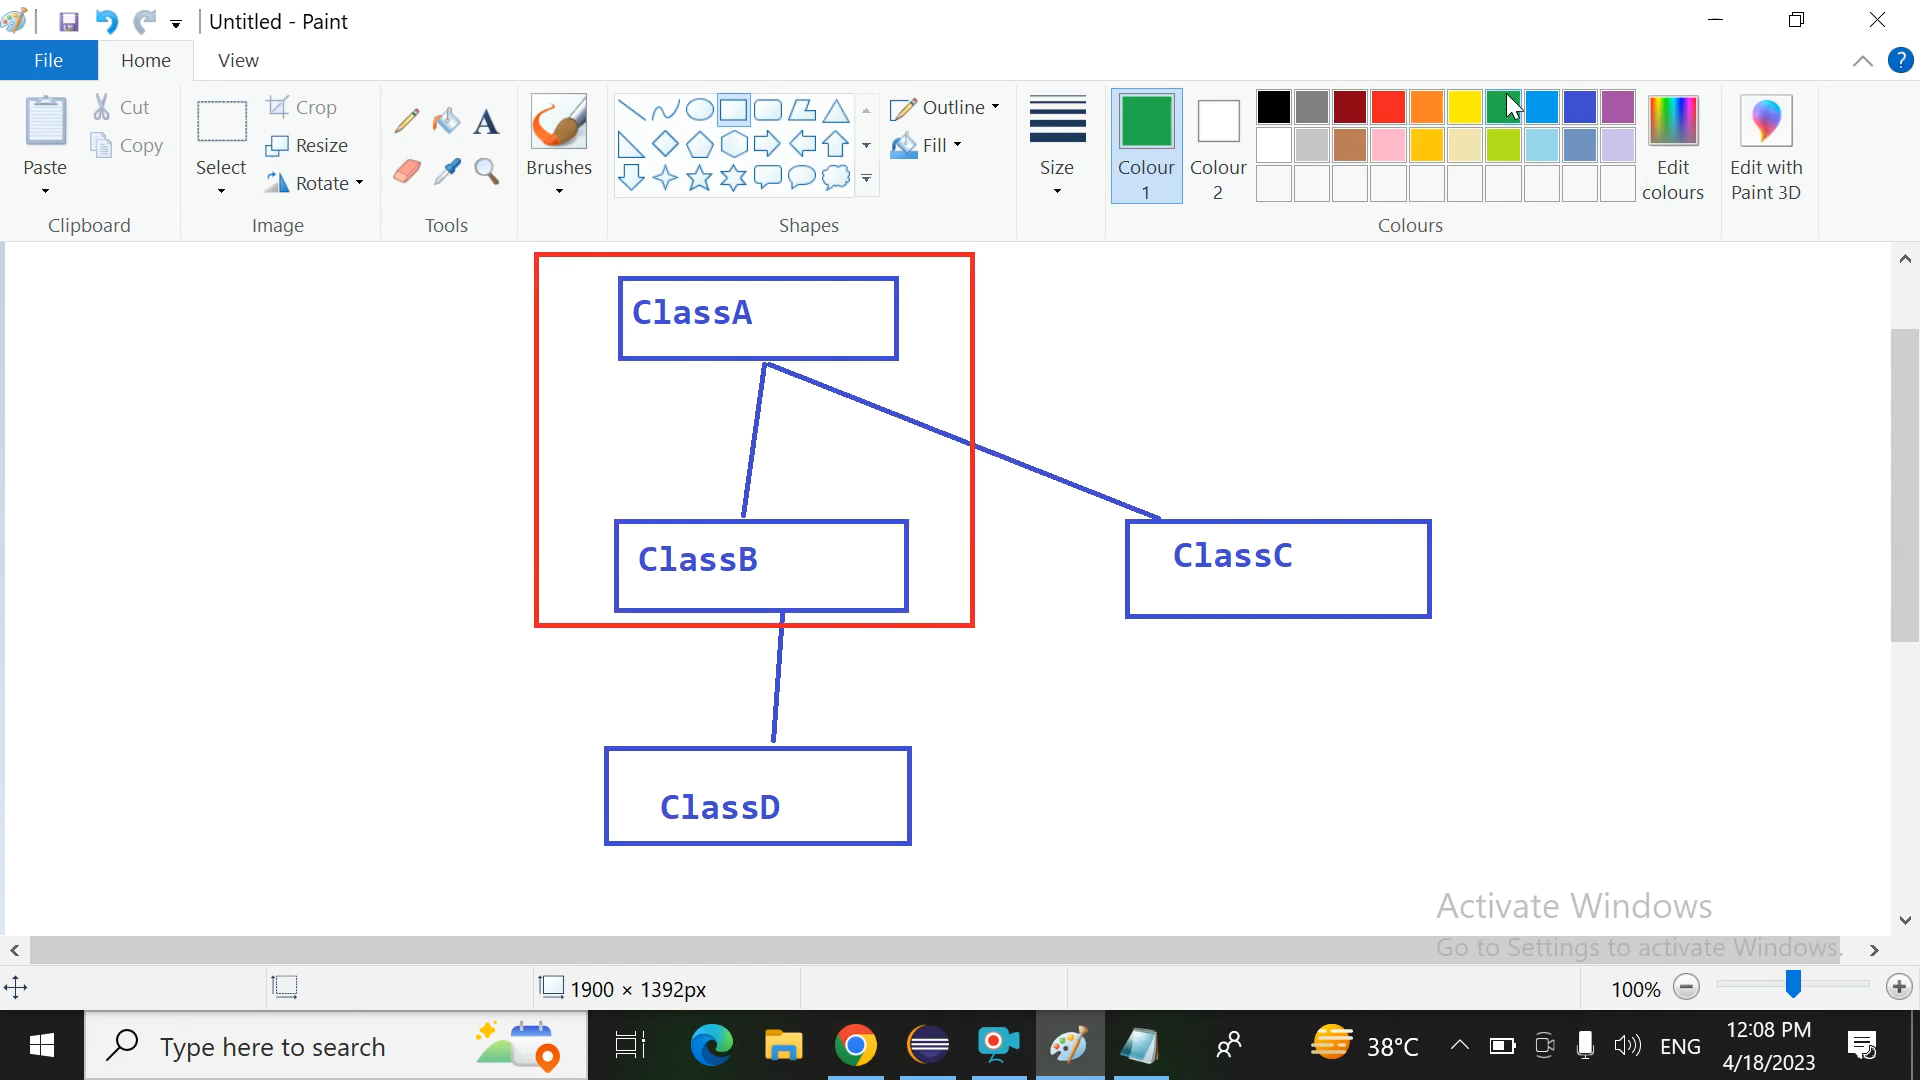 Untitled - Paint
File Home View
Paste
Cut
Copy
Clipboard
Select
Crop
Resize
Rotate
Image
Tools
Brushes
Shapes
Outline
Fill
Size
Colour 1
Colour 2
Edit colours
Colours
Edit with Paint 3D
ClassA
ClassB
ClassC
ClassD
Activate Windows
Go to Settings to activate Windows.
1900 × 1392px
100%
Type here to search
38°C
ENG
12:08 PM
4/18/2023